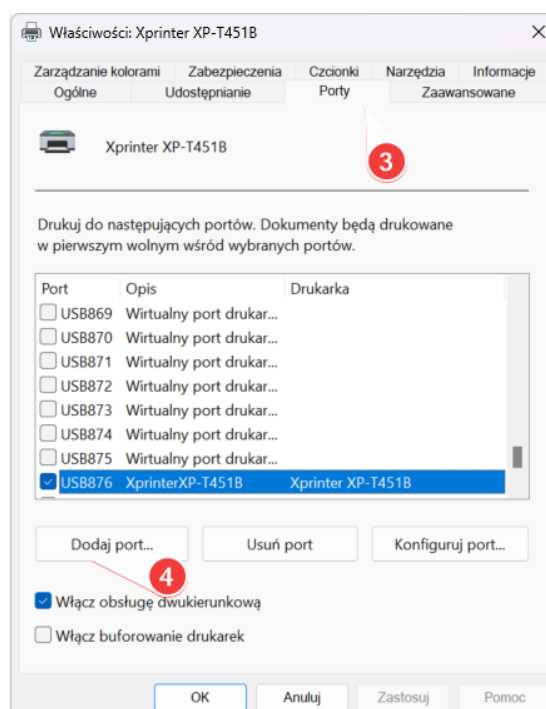 Właściwości: Xprinter XP-T451B
Zarządzanie kolorami Zabezpieczenia Czcionki Narzędzia Informacje
Ogólne Udostępnianie Porty Zaawansowane
Xprinter XP-T451B
3
Drukuj do następujących portów. Dokumenty będą drukowane
w pierwszym wolnym wśród wybranych portów.
Port Opis Drukarka
USB869 Wirtualny port drukar...
USB870 Wirtualny port drukar...
USB871 Wirtualny port drukar...
USB872 Wirtualny port drukar...
USB873 Wirtualny port drukar...
USB874 Wirtualny port drukar...
USB875 Wirtualny port drukar...
USB876 XprinterXP-T451B Xprinter XP-T451B
Dodaj port... Usuń port Konfiguruj port...
4
Włącz obsługę dwukierunkową
Włącz buforowanie drukarek
OK Anuluj Zastosuj Pomoc